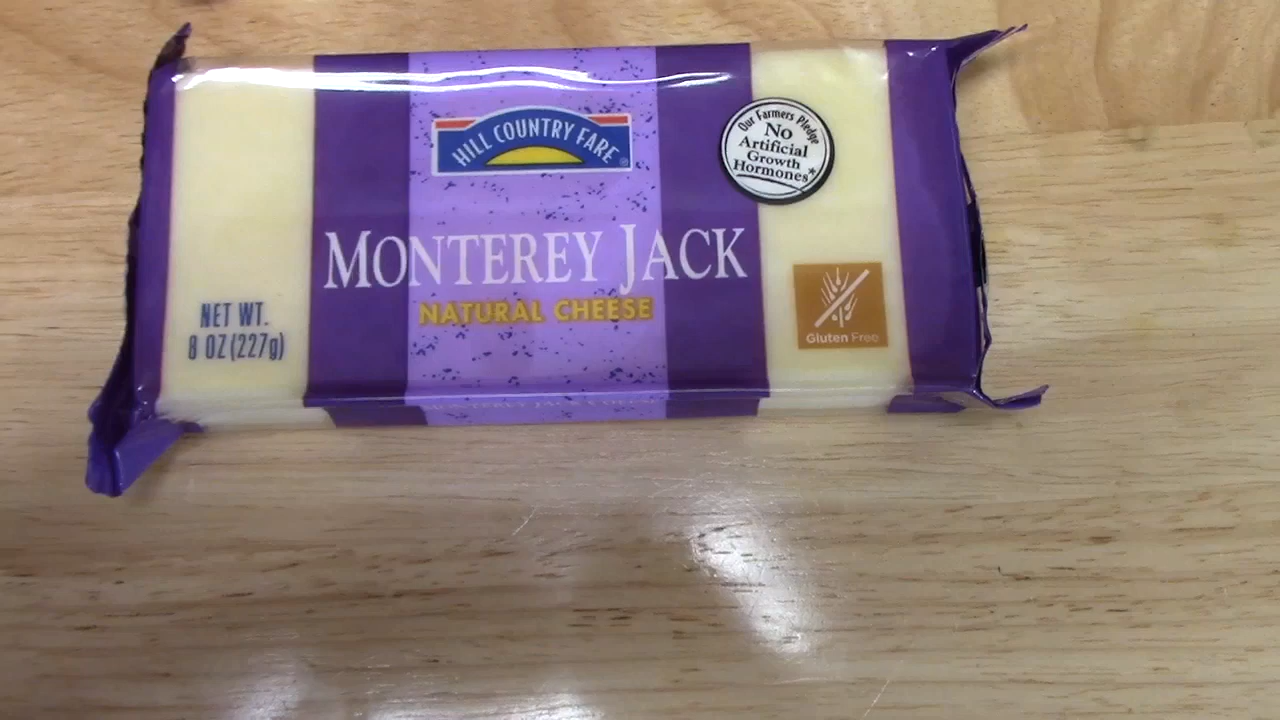 HILL COUNTRY FARE®
Our Farmers Pledge
No
Artificial
Growth
Hormones*
MONTEREY JACK
NATURAL CHEESE
NET WT.
8 OZ (227g)
Gluten Free